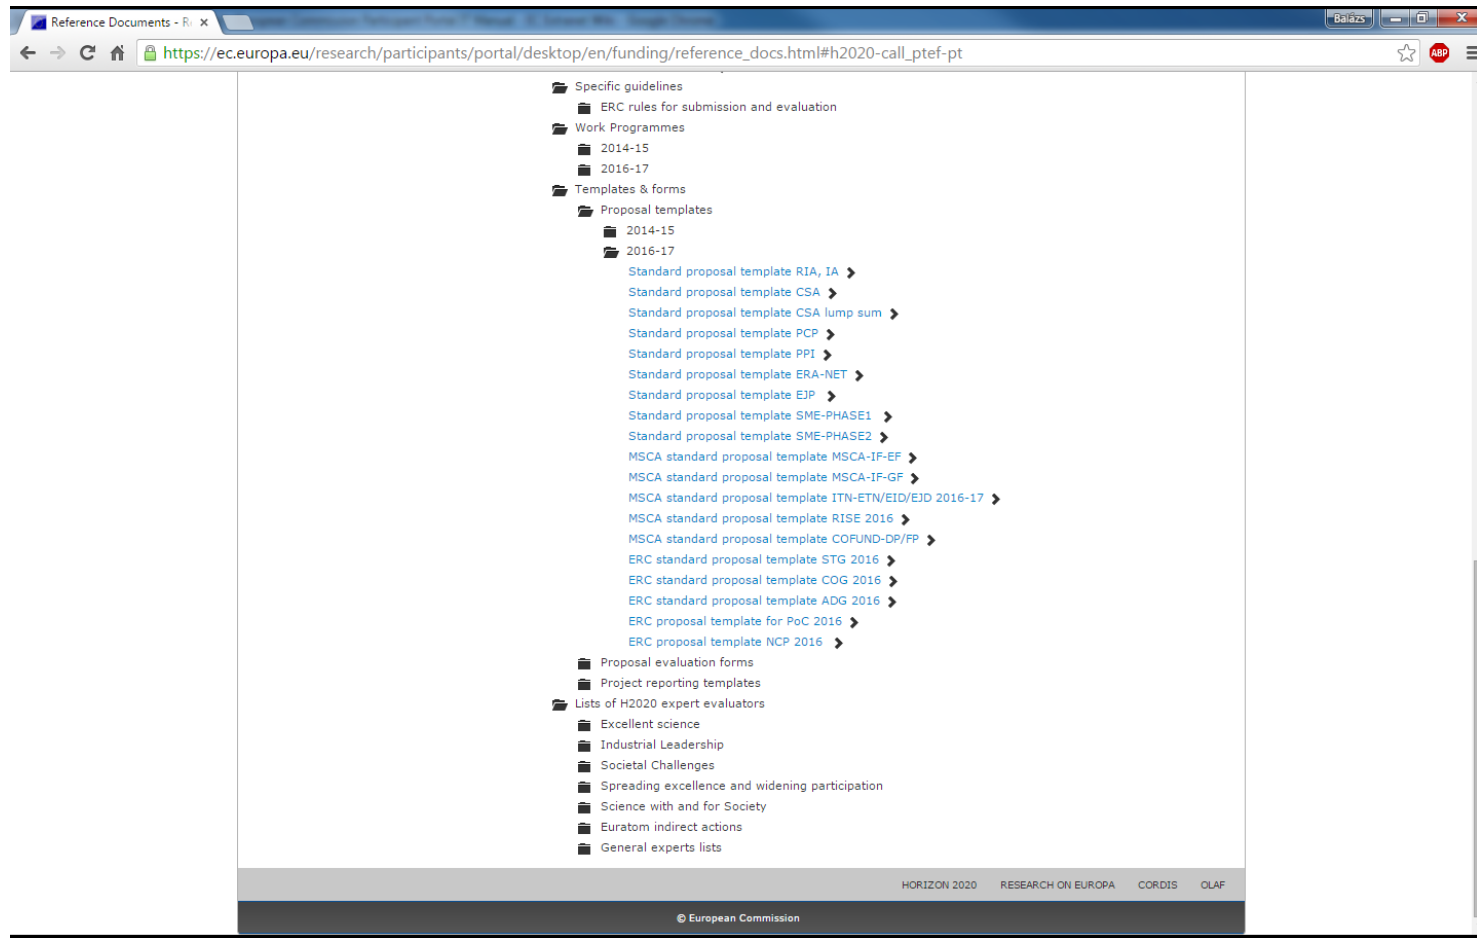 Reference Documents - R
Balázs
https://ec.europa.eu/research/participants/portal/desktop/en/funding/reference_docs.html#h2020-call_ptef-pt
ABP
Specific guidelines
ERC rules for submission and evaluation
Work Programmes
2014-15
2016-17
Templates & forms
Proposal templates
2014-15
2016-17
Standard proposal template RIA, IA
Standard proposal template CSA
Standard proposal template CSA lump sum
Standard proposal template PCP
Standard proposal template PPI
Standard proposal template ERA-NET
Standard proposal template EJP
Standard proposal template SME-PHASE1
Standard proposal template SME-PHASE2
MSCA standard proposal template MSCA-IF-EF
MSCA standard proposal template MSCA-IF-GF
MSCA standard proposal template ITN-ETN/EID/EJD 2016-17
MSCA standard proposal template RISE 2016
MSCA standard proposal template COFUND-DP/FP
ERC standard proposal template STG 2016
ERC standard proposal template COG 2016
ERC standard proposal template ADG 2016
ERC proposal template for PoC 2016
ERC proposal template NCP 2016
Proposal evaluation forms
Project reporting templates
Lists of H2020 expert evaluators
Excellent science
Industrial Leadership
Societal Challenges
Spreading excellence and widening participation
Science with and for Society
Euratom indirect actions
General experts lists
HORIZON 2020 RESEARCH ON EUROPA CORDIS OLAF
© European Commission